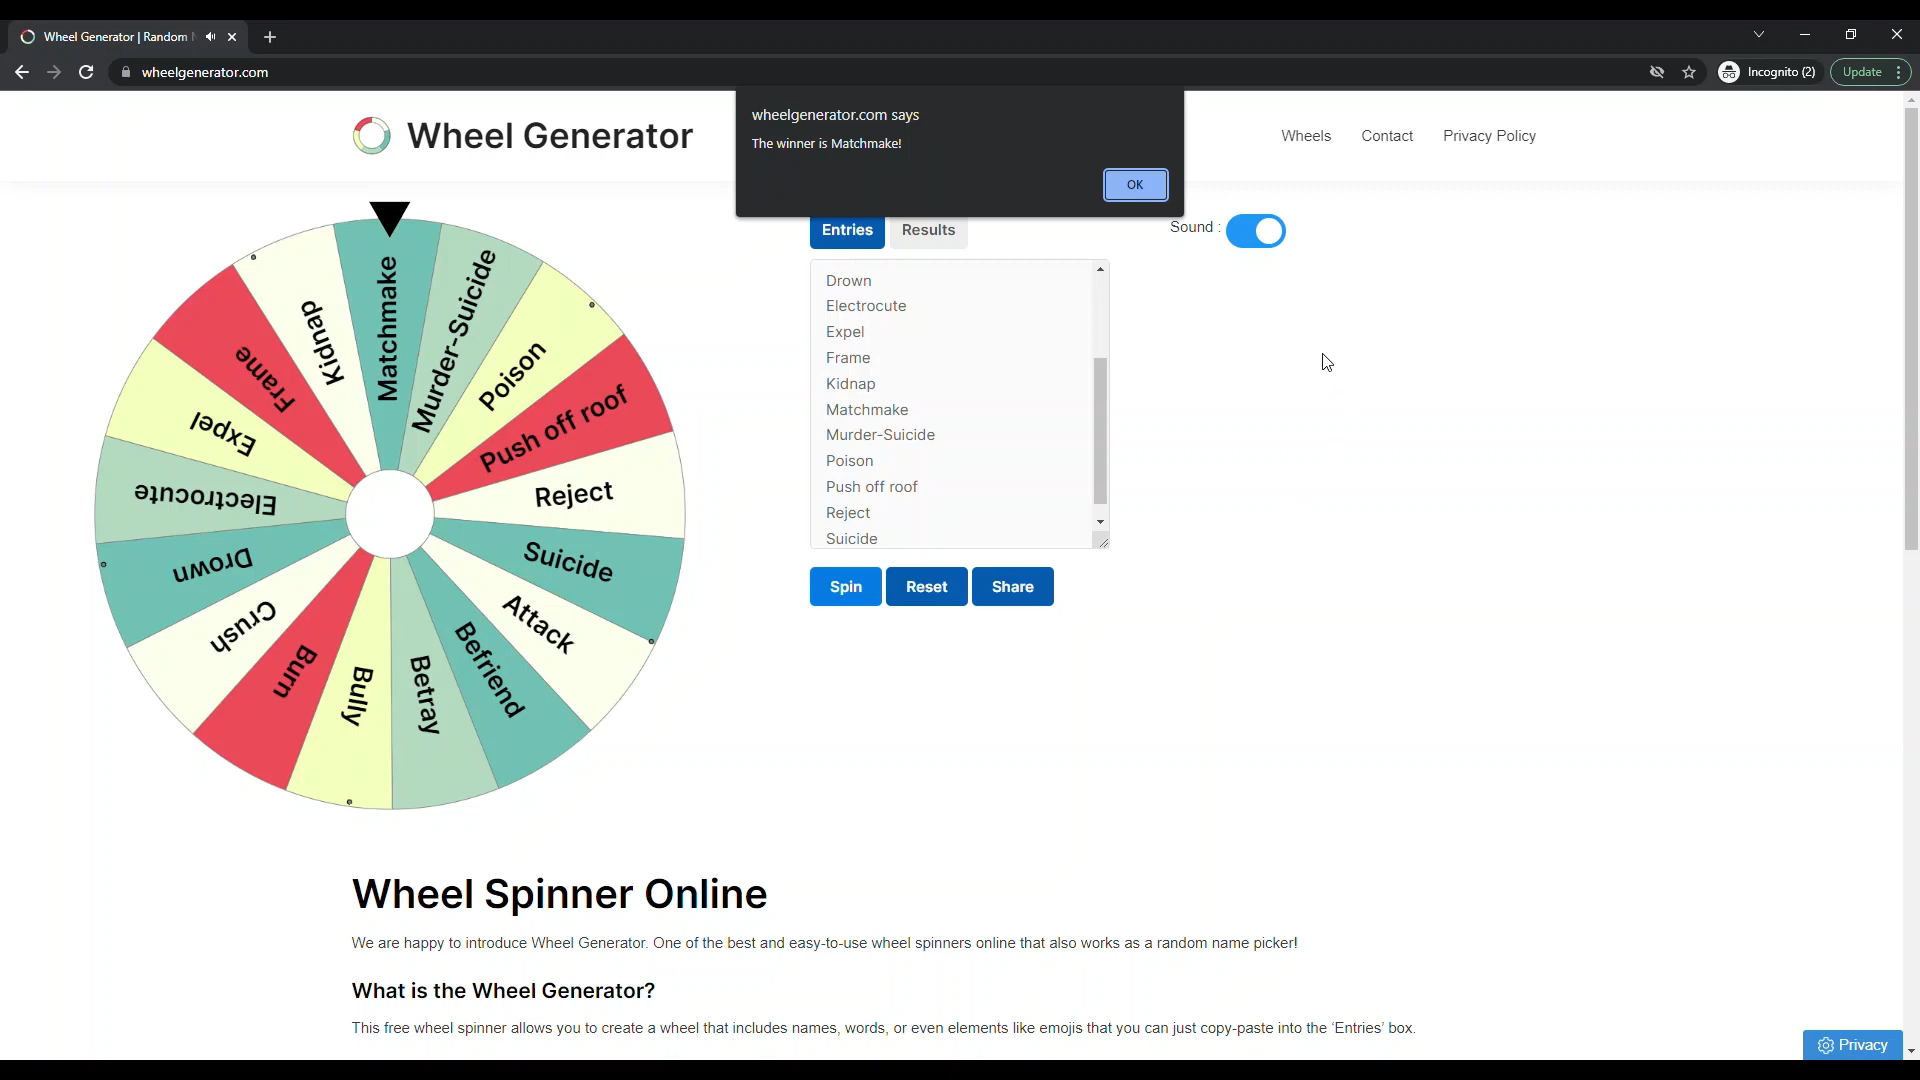 Wheel Generator | Random
wheelgenerator.com
Incognito (2)
Update
Wheel Generator
wheelgenerator.com says
The winner is Matchmake!
OK
Wheels
Contact
Privacy Policy
Entries
Results
Sound :
Matchmake
Murder-Suicide
Poison
Push off roof
Reject
Suicide
Attack
Befriend
Betray
Bully
Burn
Crush
Drown
Electrocute
Expel
Frame
Kidnap
Drown
Electrocute
Expel
Frame
Kidnap
Matchmake
Murder-Suicide
Poison
Push off roof
Reject
Suicide
Spin
Reset
Share
Wheel Spinner Online
We are happy to introduce Wheel Generator. One of the best and easy-to-use wheel spinners online that also works as a random name picker!
What is the Wheel Generator?
This free wheel spinner allows you to create a wheel that includes names, words, or even elements like emojis that you can just copy-paste into the ‘Entries’ box.
Privacy